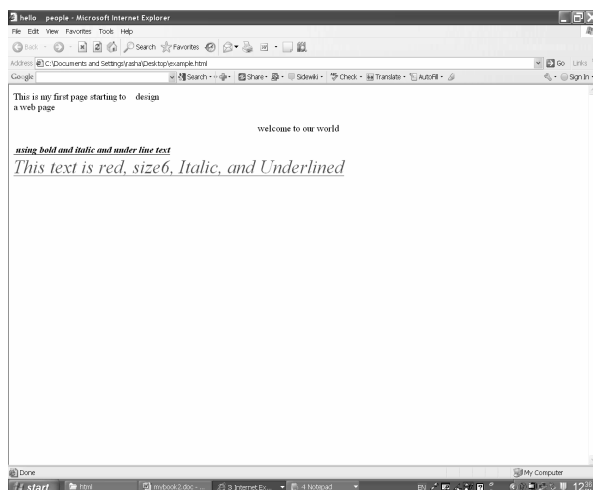 hello people - Microsoft Internet Explorer
File Edit View Favorites Tools Help
Back Search Favorites
Address C:\Documents and Settings\rasha\Desktop\example.html Go Links
Google Search Share Sidewiki Check Translate AutoFill Sign In
This is my first page starting to design
a web page
welcome to our world
using bold and italic and under line text
This text is red, size6, Italic, and Underlined
Done My Computer
start html mybook2.doc - ... 3 Internet Ex... 4 Notepad EN